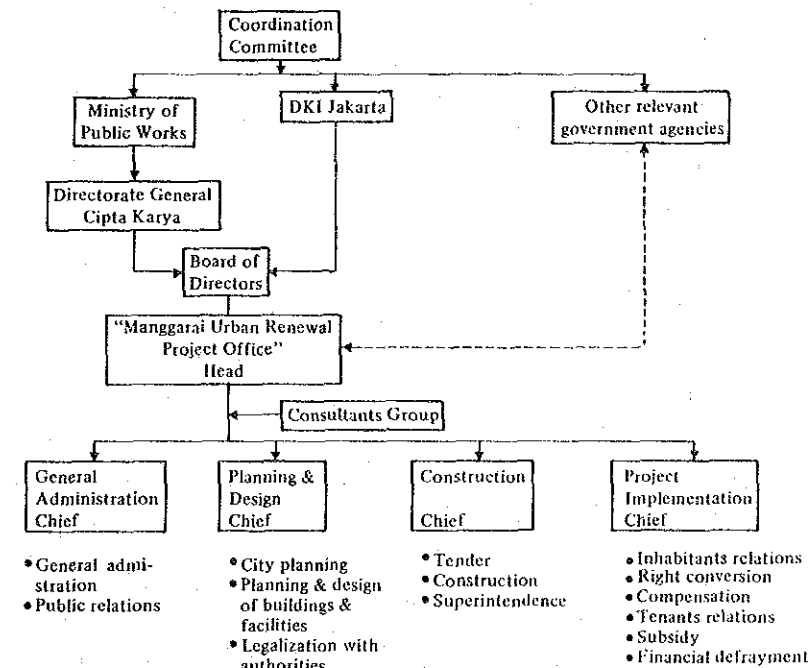 Coordination
Committee
Ministry of
Public Works
DKI Jakarta
Other relevant
government agencies
Directorate General
Cipta Karya
Board of
Directors
"Manggarai Urban Renewal
Project Office"
Head
Consultants Group
General
Administration
Chief
• General admi-
stration
• Public relations
Planning &
Design
Chief
• City planning
• Planning & design
of buildings &
facilities
• Legalization with
authorities
Construction
Chief
• Tender
• Construction
• Superintendence
Project
Implementation
Chief
• Inhabitants relations
• Right conversion
• Compensation
• Tenants relations
• Subsidy
• Financial defrayment